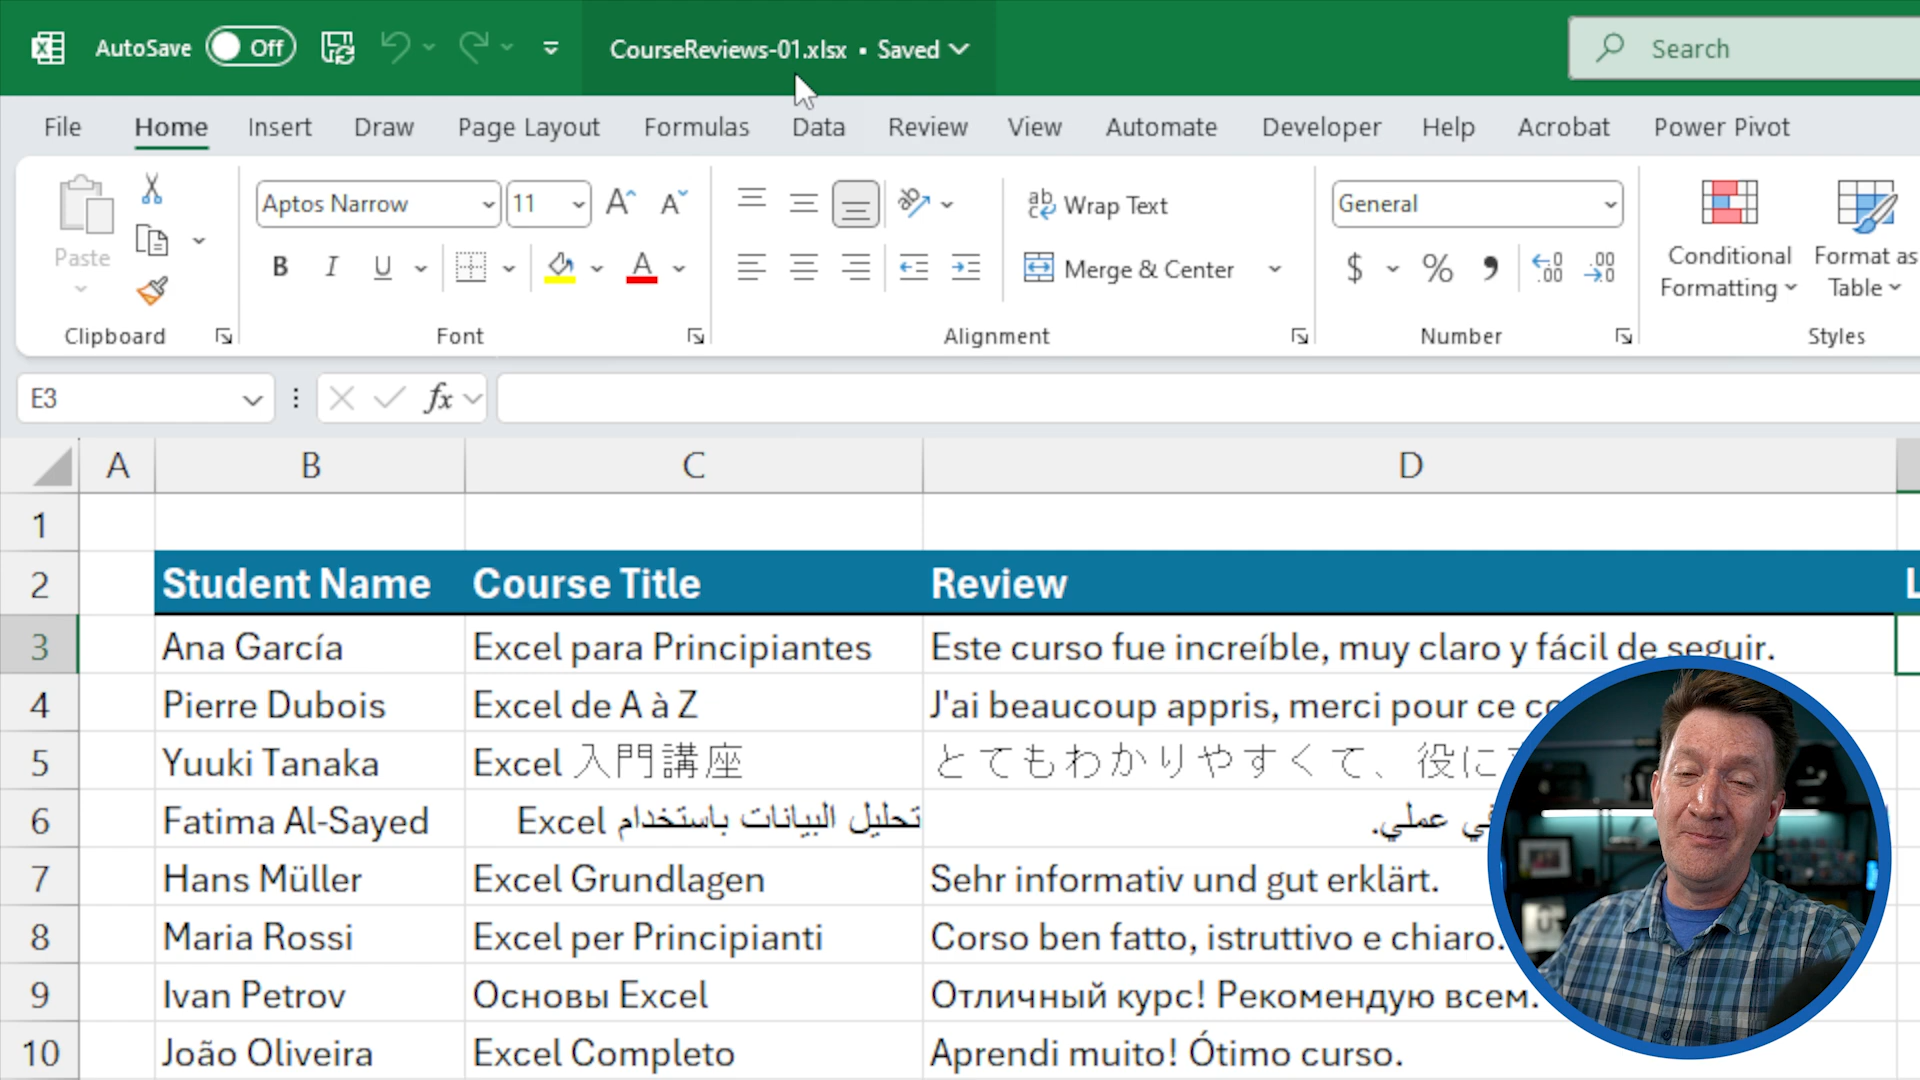 AutoSave Off CourseReviews-01.xlsx • Saved Search
File Home Insert Draw Page Layout Formulas Data Review View Automate Developer Help Acrobat Power Pivot
Paste
Clipboard
Aptos Narrow 11
B I U
Font
Wrap Text
Merge & Center
Alignment
General
$ % 9 .00
Number
Conditional Formatting
Format as Table
Styles
E3 fx
A B C D
1
2 Student Name Course Title Review L
3 Ana García Excel para Principiantes Este curso fue increíble, muy claro y fácil de seguir.
4 Pierre Dubois Excel de A à Z J'ai beaucoup appris, merci pour ce
5 Yuuki Tanaka Excel 入門講座 とてもわかりやすくて、役に
6 Fatima Al-Sayed تحليل البيانات باستخدام Excel عملي.
7 Hans Müller Excel Grundlagen Sehr informativ und gut erklärt.
8 Maria Rossi Excel per Principianti Corso ben fatto, istruttivo e chiaro.
9 Ivan Petrov Основы Excel Отличный курс! Рекомендую всем.
10 João Oliveira Excel Completo Aprendi muito! Ótimo curso.